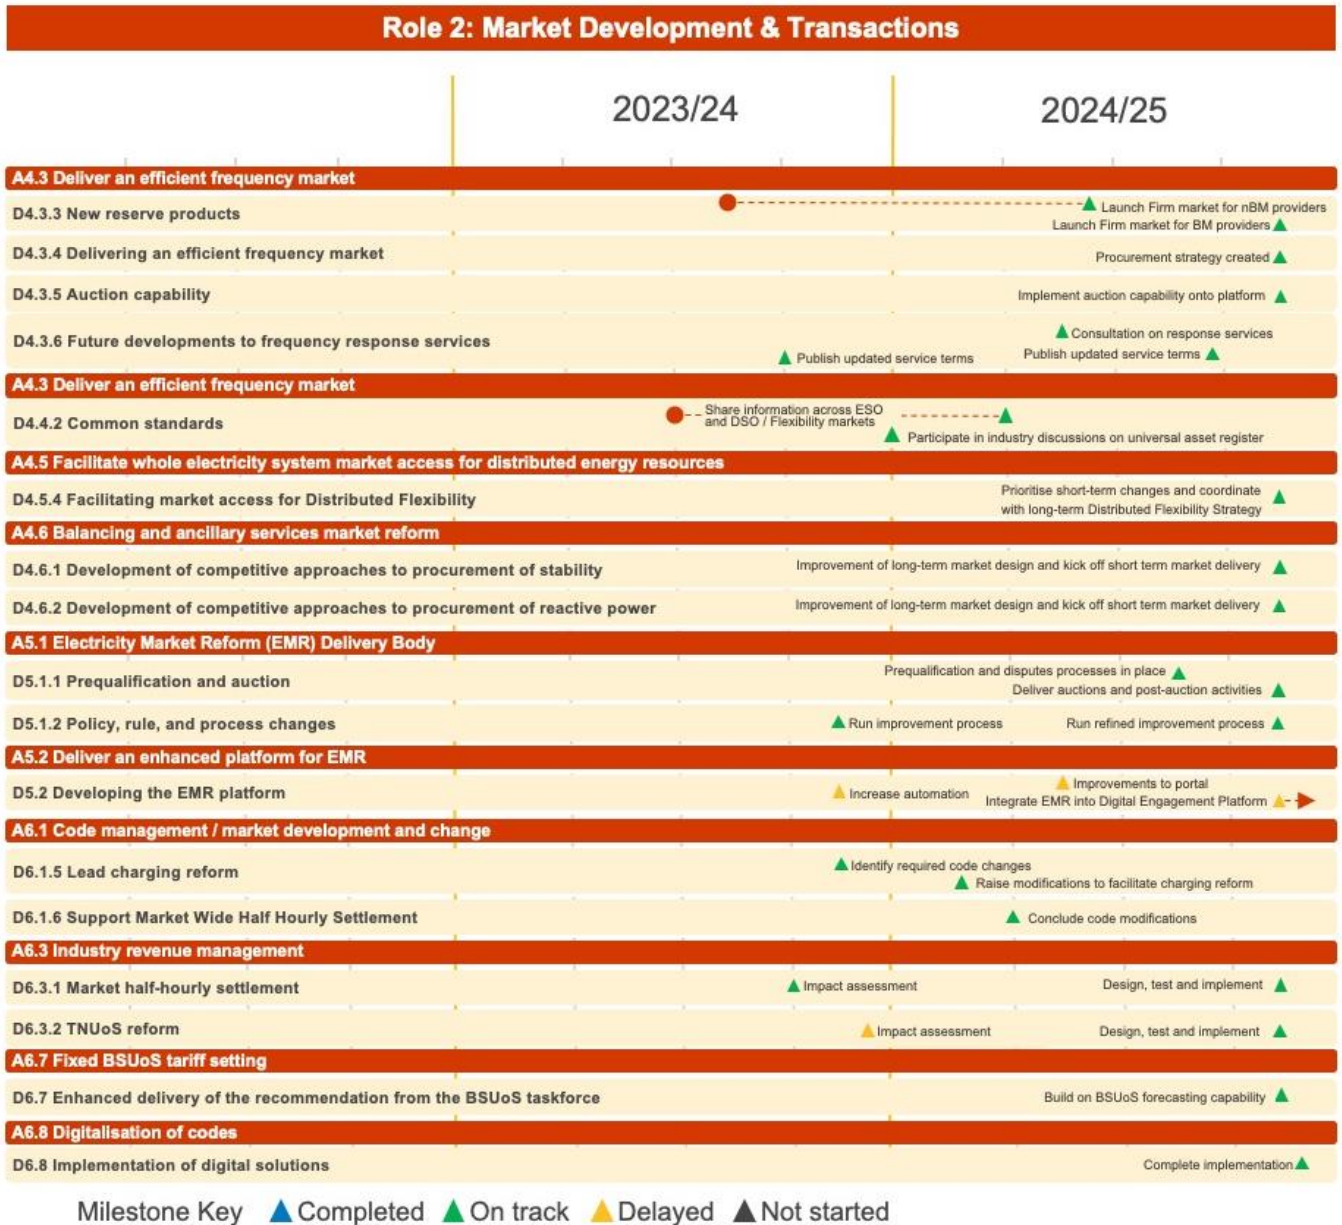 Role 2: Market Development & Transactions
2023/24
2024/25
A4.3 Deliver an efficient frequency market
D4.3.3 New reserve products
Launch Firm market for nBM providers
Launch Firm market for BM providers
D4.3.4 Delivering an efficient frequency market
Procurement strategy created
D4.3.5 Auction capability
Implement auction capability onto platform
D4.3.6 Future developments to frequency response services
Consultation on response services
Publish updated service terms
Publish updated service terms
A4.3 Deliver an efficient frequency market
D4.4.2 Common standards
Share information across ESO
and DSO / Flexibility markets
Participate in industry discussions on universal asset register
A4.5 Facilitate whole electricity system market access for distributed energy resources
D4.5.4 Facilitating market access for Distributed Flexibility
Prioritise short-term changes and coordinate
with long-term Distributed Flexibility Strategy
A4.6 Balancing and ancillary services market reform
D4.6.1 Development of competitive approaches to procurement of stability
Improvement of long-term market design and kick off short term market delivery
D4.6.2 Development of competitive approaches to procurement of reactive power
Improvement of long-term market design and kick off short term market delivery
A5.1 Electricity Market Reform (EMR) Delivery Body
D5.1.1 Prequalification and auction
Prequalification and disputes processes in place
Deliver auctions and post-auction activities
D5.1.2 Policy, rule, and process changes
Run improvement process
Run refined improvement process
A5.2 Deliver an enhanced platform for EMR
D5.2 Developing the EMR platform
Increase automation
Improvements to portal
Integrate EMR into Digital Engagement Platform
A6.1 Code management / market development and change
D6.1.5 Lead charging reform
Identify required code changes
Raise modifications to facilitate charging reform
D6.1.6 Support Market Wide Half Hourly Settlement
Conclude code modifications
A6.3 Industry revenue management
D6.3.1 Market half-hourly settlement
Impact assessment
Design, test and implement
D6.3.2 TNUoS reform
Impact assessment
Design, test and implement
A6.7 Fixed BSUoS tariff setting
D6.7 Enhanced delivery of the recommendation from the BSUoS taskforce
Build on BSUoS forecasting capability
A6.8 Digitalisation of codes
D6.8 Implementation of digital solutions
Complete implementation
Milestone Key Completed On track Delayed Not started